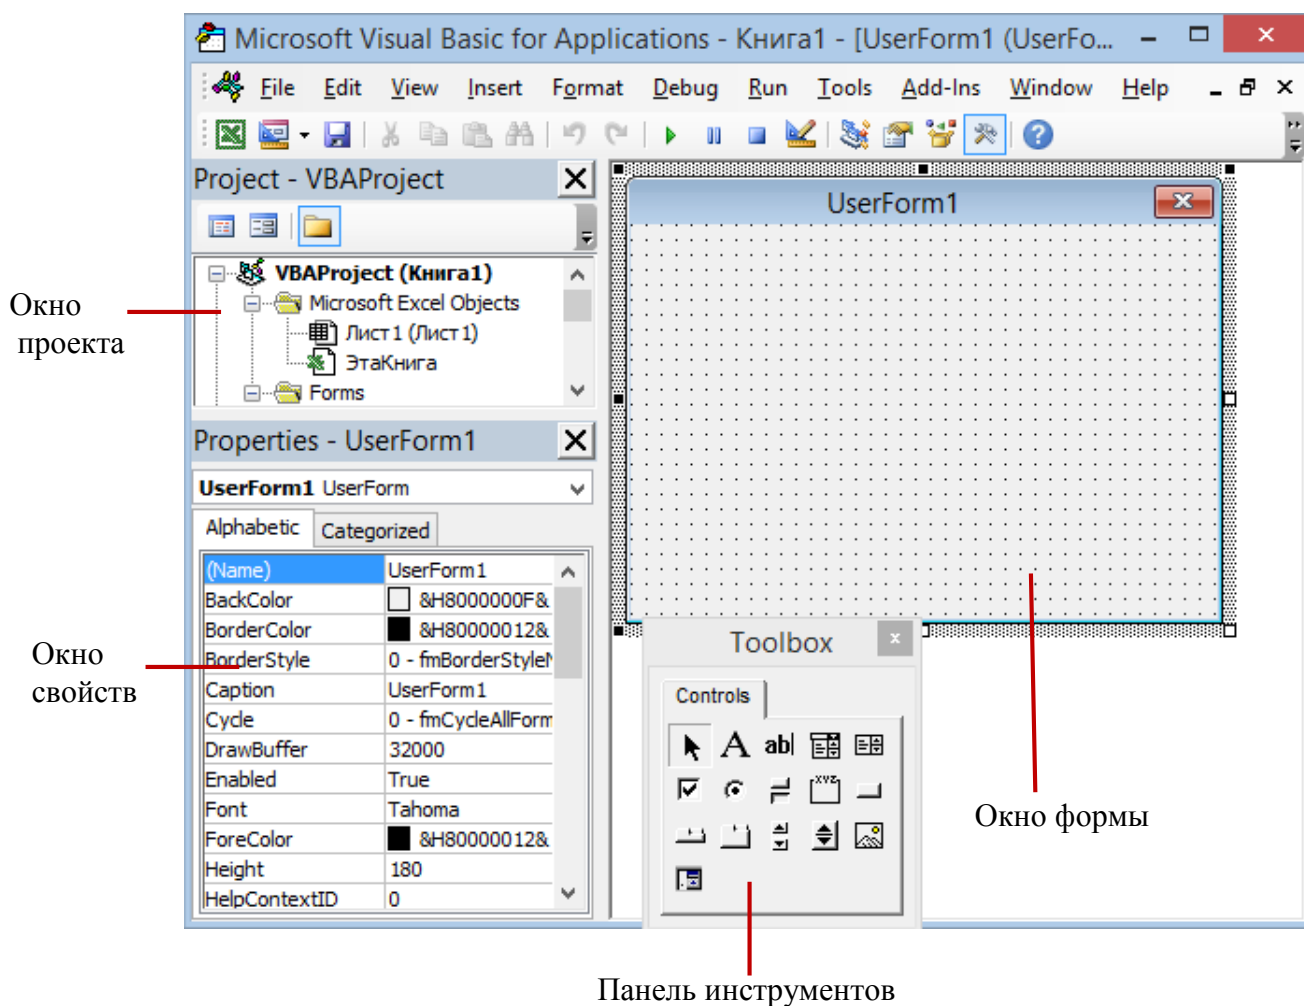 Microsoft Visual Basic for Applications - Книга1 - [UserForm1 (UserFo...
File Edit View Insert Format Debug Run Tools Add-Ins Window Help
Project - VBAProject
VBAProject (Книга1)
Microsoft Excel Objects
Лист1 (Лист1)
ЭтаКнига
Forms
Окно
проекта
Properties - UserForm1
UserForm1 UserForm
Alphabetic Categorized
(Name) UserForm1
BackColor &H8000000F&
BorderColor &H80000012&
BorderStyle 0 - fmBorderStyleN
Caption UserForm1
Cycle 0 - fmCycleAllForm
DrawBuffer 32000
Enabled True
Font Tahoma
ForeColor &H80000012&
Height 180
HelpContextID 0
Окно
свойств
UserForm1
Toolbox
Controls
A ab|
XYZ
Окно формы
Панель инструментов